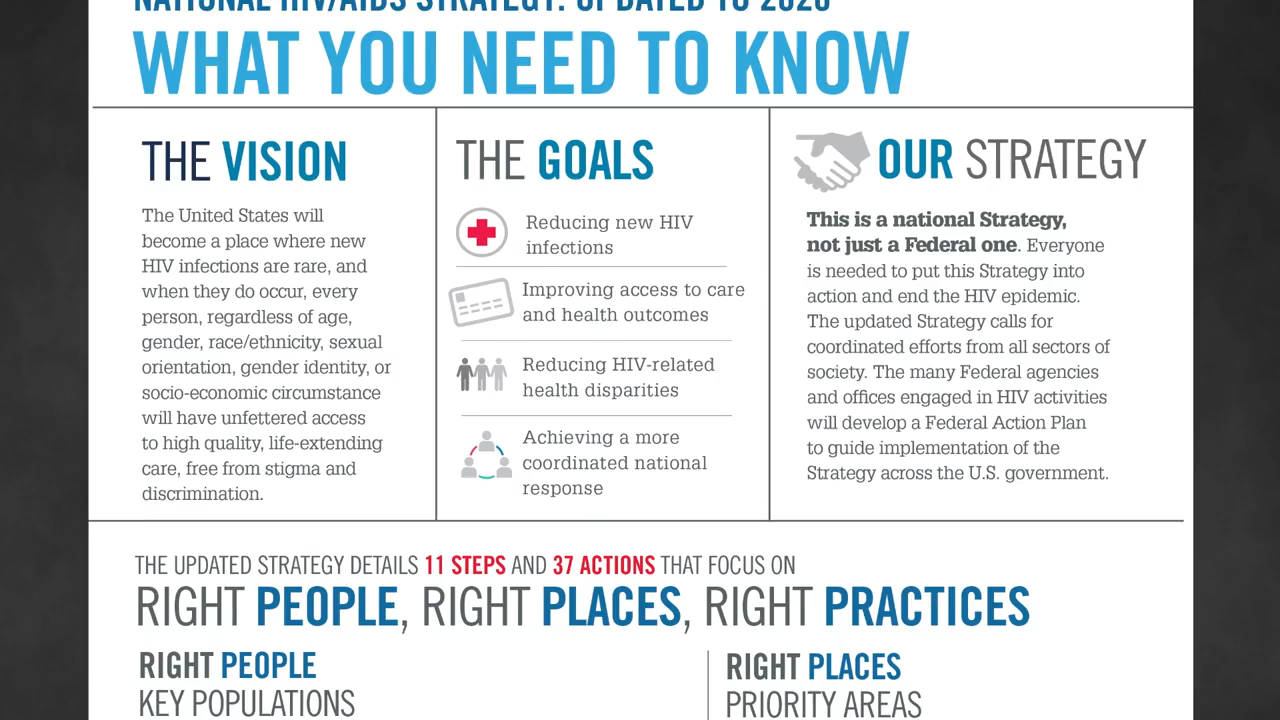 NATIONAL HIV/AIDS STRATEGY: UPDATED TO 2020
WHAT YOU NEED TO KNOW
THE VISION
The United States will
become a place where new
HIV infections are rare, and
when they do occur, every
person, regardless of age,
gender, race/ethnicity, sexual
orientation, gender identity, or
socio-economic circumstance
will have unfettered access
to high quality, life-extending
care, free from stigma and
discrimination.
THE GOALS
Reducing new HIV
infections
Improving access to care
and health outcomes
Reducing HIV-related
health disparities
Achieving a more
coordinated national
response
OUR STRATEGY
This is a national Strategy,
not just a Federal one. Everyone
is needed to put this Strategy into
action and end the HIV epidemic.
The updated Strategy calls for
coordinated efforts from all sectors of
society. The many Federal agencies
and offices engaged in HIV activities
will develop a Federal Action Plan
to guide implementation of the
Strategy across the U.S. government.
THE UPDATED STRATEGY DETAILS 11 STEPS AND 37 ACTIONS THAT FOCUS ON
RIGHT PEOPLE, RIGHT PLACES, RIGHT PRACTICES
RIGHT PEOPLE
KEY POPULATIONS
RIGHT PLACES
PRIORITY AREAS